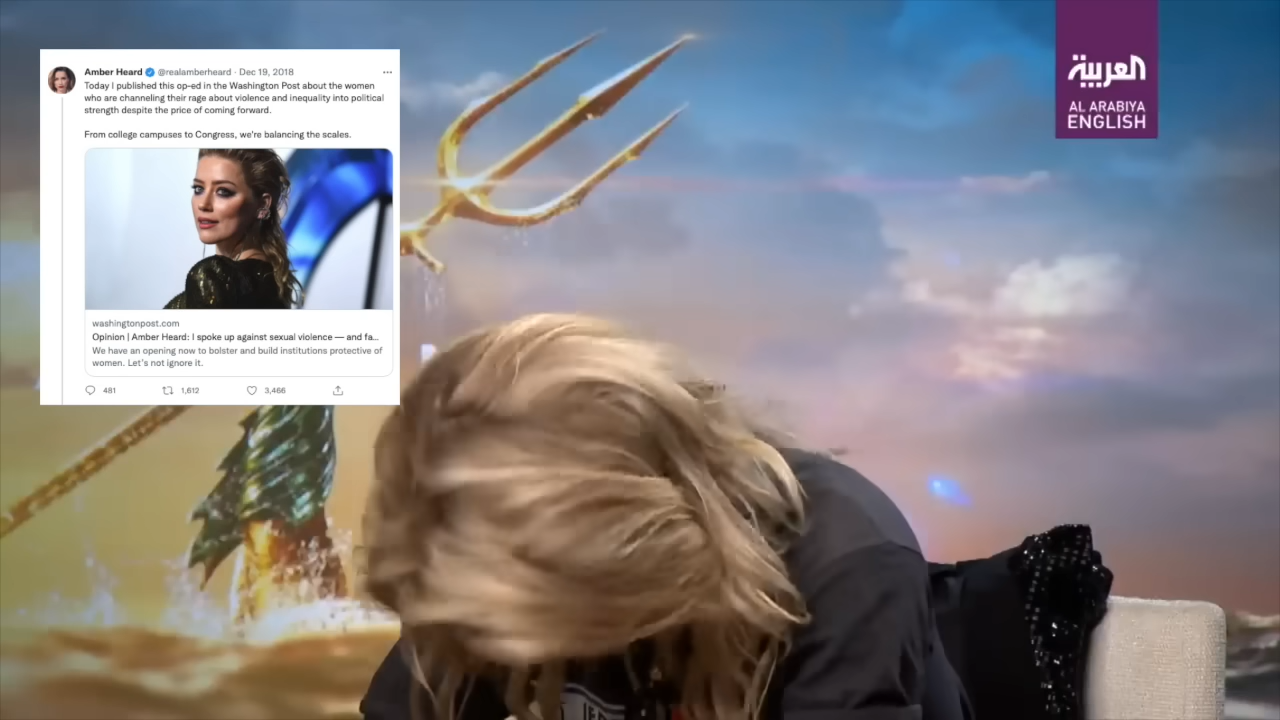 Amber Heard @realamberheard · Dec 19, 2018
Today I published this op-ed in the Washington Post about the women
who are channeling their rage about violence and inequality into political
strength despite the price of coming forward.
From college campuses to Congress, we're balancing the scales.
washingtonpost.com
Opinion | Amber Heard: I spoke up against sexual violence — and fa...
We have an opening now to bolster and build institutions protective of
women. Let's not ignore it.
481 1,612 3,466
العربية
AL ARABIYA
ENGLISH